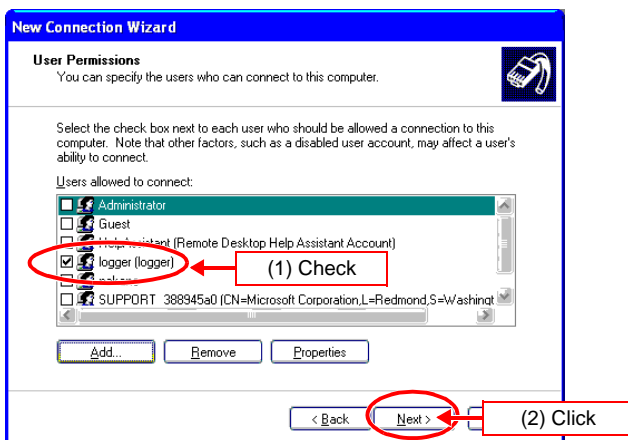 New Connection Wizard
User Permissions
You can specify the users who can connect to this computer.
Select the check box next to each user who should be allowed a connection to this
computer. Note that other factors, such as a disabled user account, may affect a user's
ability to connect.
Users allowed to connect:
Administrator
Guest
HelpAssistant (Remote Desktop Help Assistant Account)
logger (logger)
(1) Check
SUPPORT_388945a0 (CN=Microsoft Corporation,L=Redmond,S=Washingt
Add... Remove Properties
< Back Next > (2) Click